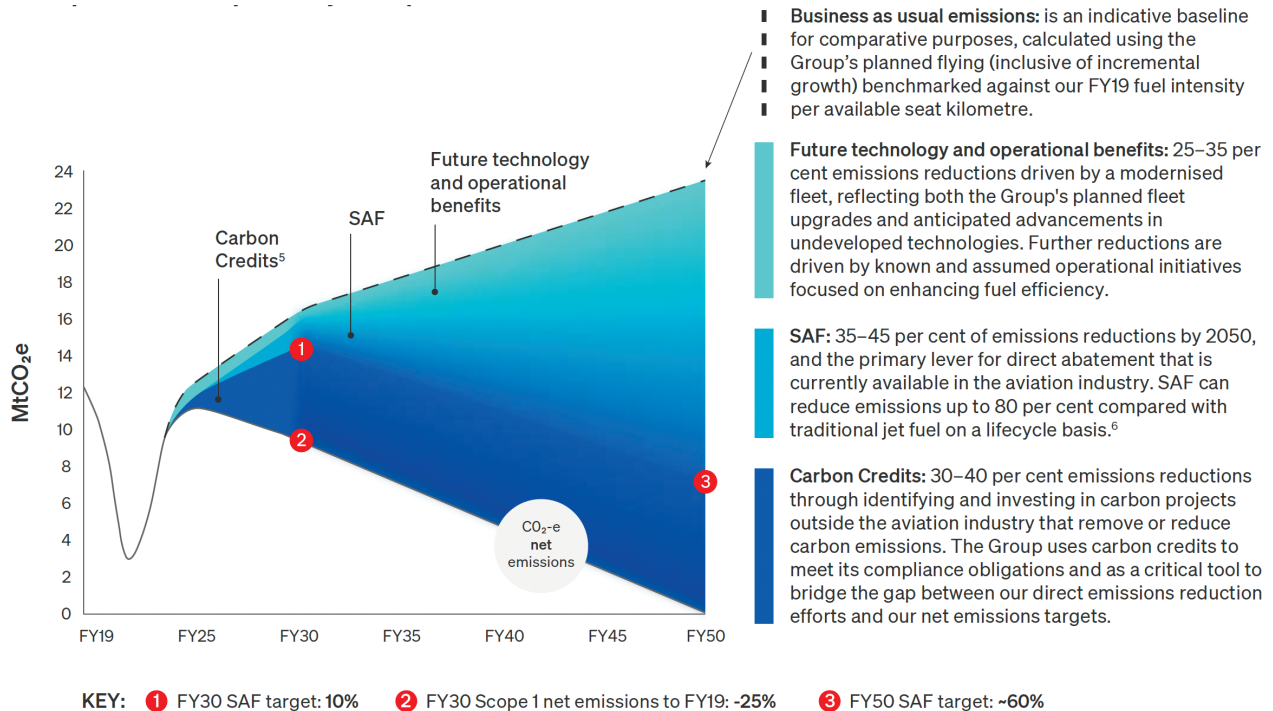 Business as usual emissions: is an indicative baseline
for comparative purposes, calculated using the
Group's planned flying (inclusive of incremental
growth) benchmarked against our FY19 fuel intensity
per available seat kilometre.
Future technology and operational benefits: 25–35 per
cent emissions reductions driven by a modernised
fleet, reflecting both the Group's planned fleet
upgrades and anticipated advancements in
undeveloped technologies. Further reductions are
driven by known and assumed operational initiatives
focused on enhancing fuel efficiency.
SAF: 35–45 per cent of emissions reductions by 2050,
and the primary lever for direct abatement that is
currently available in the aviation industry. SAF can
reduce emissions up to 80 per cent compared with
traditional jet fuel on a lifecycle basis.⁶
Carbon Credits: 30–40 per cent emissions reductions
through identifying and investing in carbon projects
outside the aviation industry that remove or reduce
carbon emissions. The Group uses carbon credits to
meet its compliance obligations and as a critical tool to
bridge the gap between our direct emissions reduction
efforts and our net emissions targets.
MtCO₂e
24
22
20
18
16
14
12
10
8
6
4
2
0
FY19
FY25
FY30
FY35
FY40
FY45
FY50
Carbon
Credits⁵
SAF
Future technology
and operational
benefits
1
2
3
CO₂-e
net
emissions
KEY:
1 FY30 SAF target: 10%
2 FY30 Scope 1 net emissions to FY19: -25%
3 FY50 SAF target: ~60%